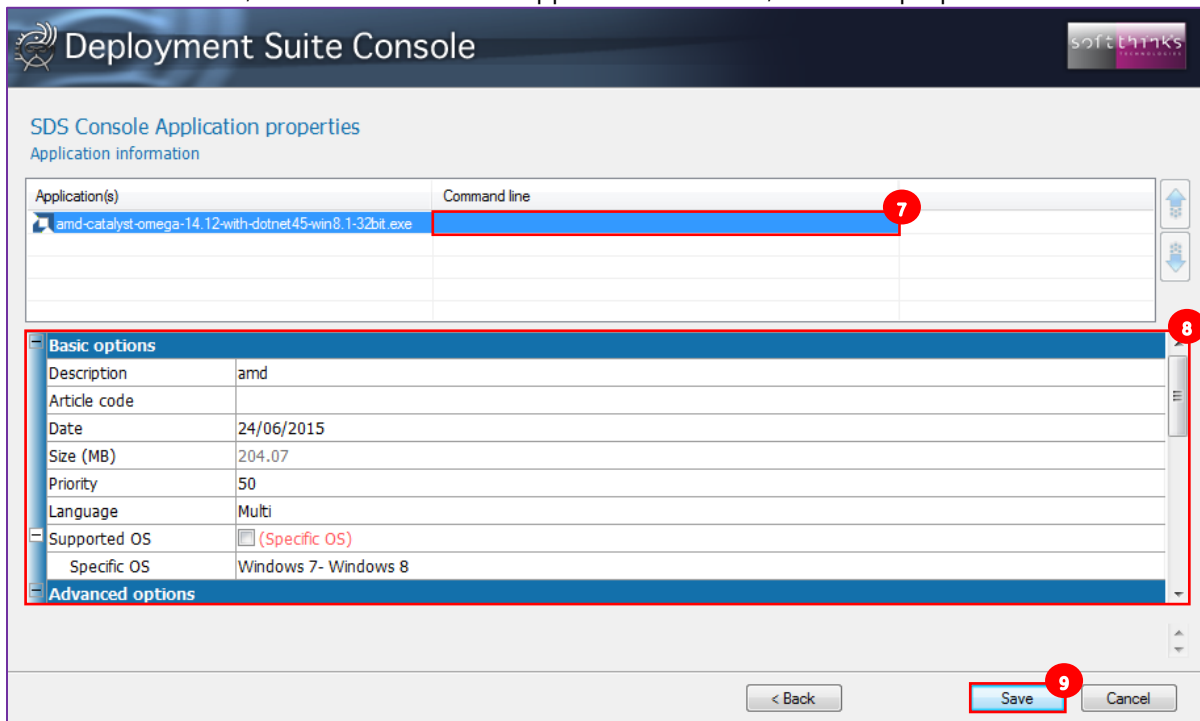 Deployment Suite Console
softthinks
TECHNOLOGIES
SDS Console Application properties
Application information
Application(s) Command line
7
amd-catalyst-omega-14.12-with-dotnet45-win8.1-32bit.exe
8
Basic options
Description amd
Article code
Date 24/06/2015
Size (MB) 204.07
Priority 50
Language Multi
Supported OS (Specific OS)
Specific OS Windows 7- Windows 8
Advanced options
9
< Back Save Cancel